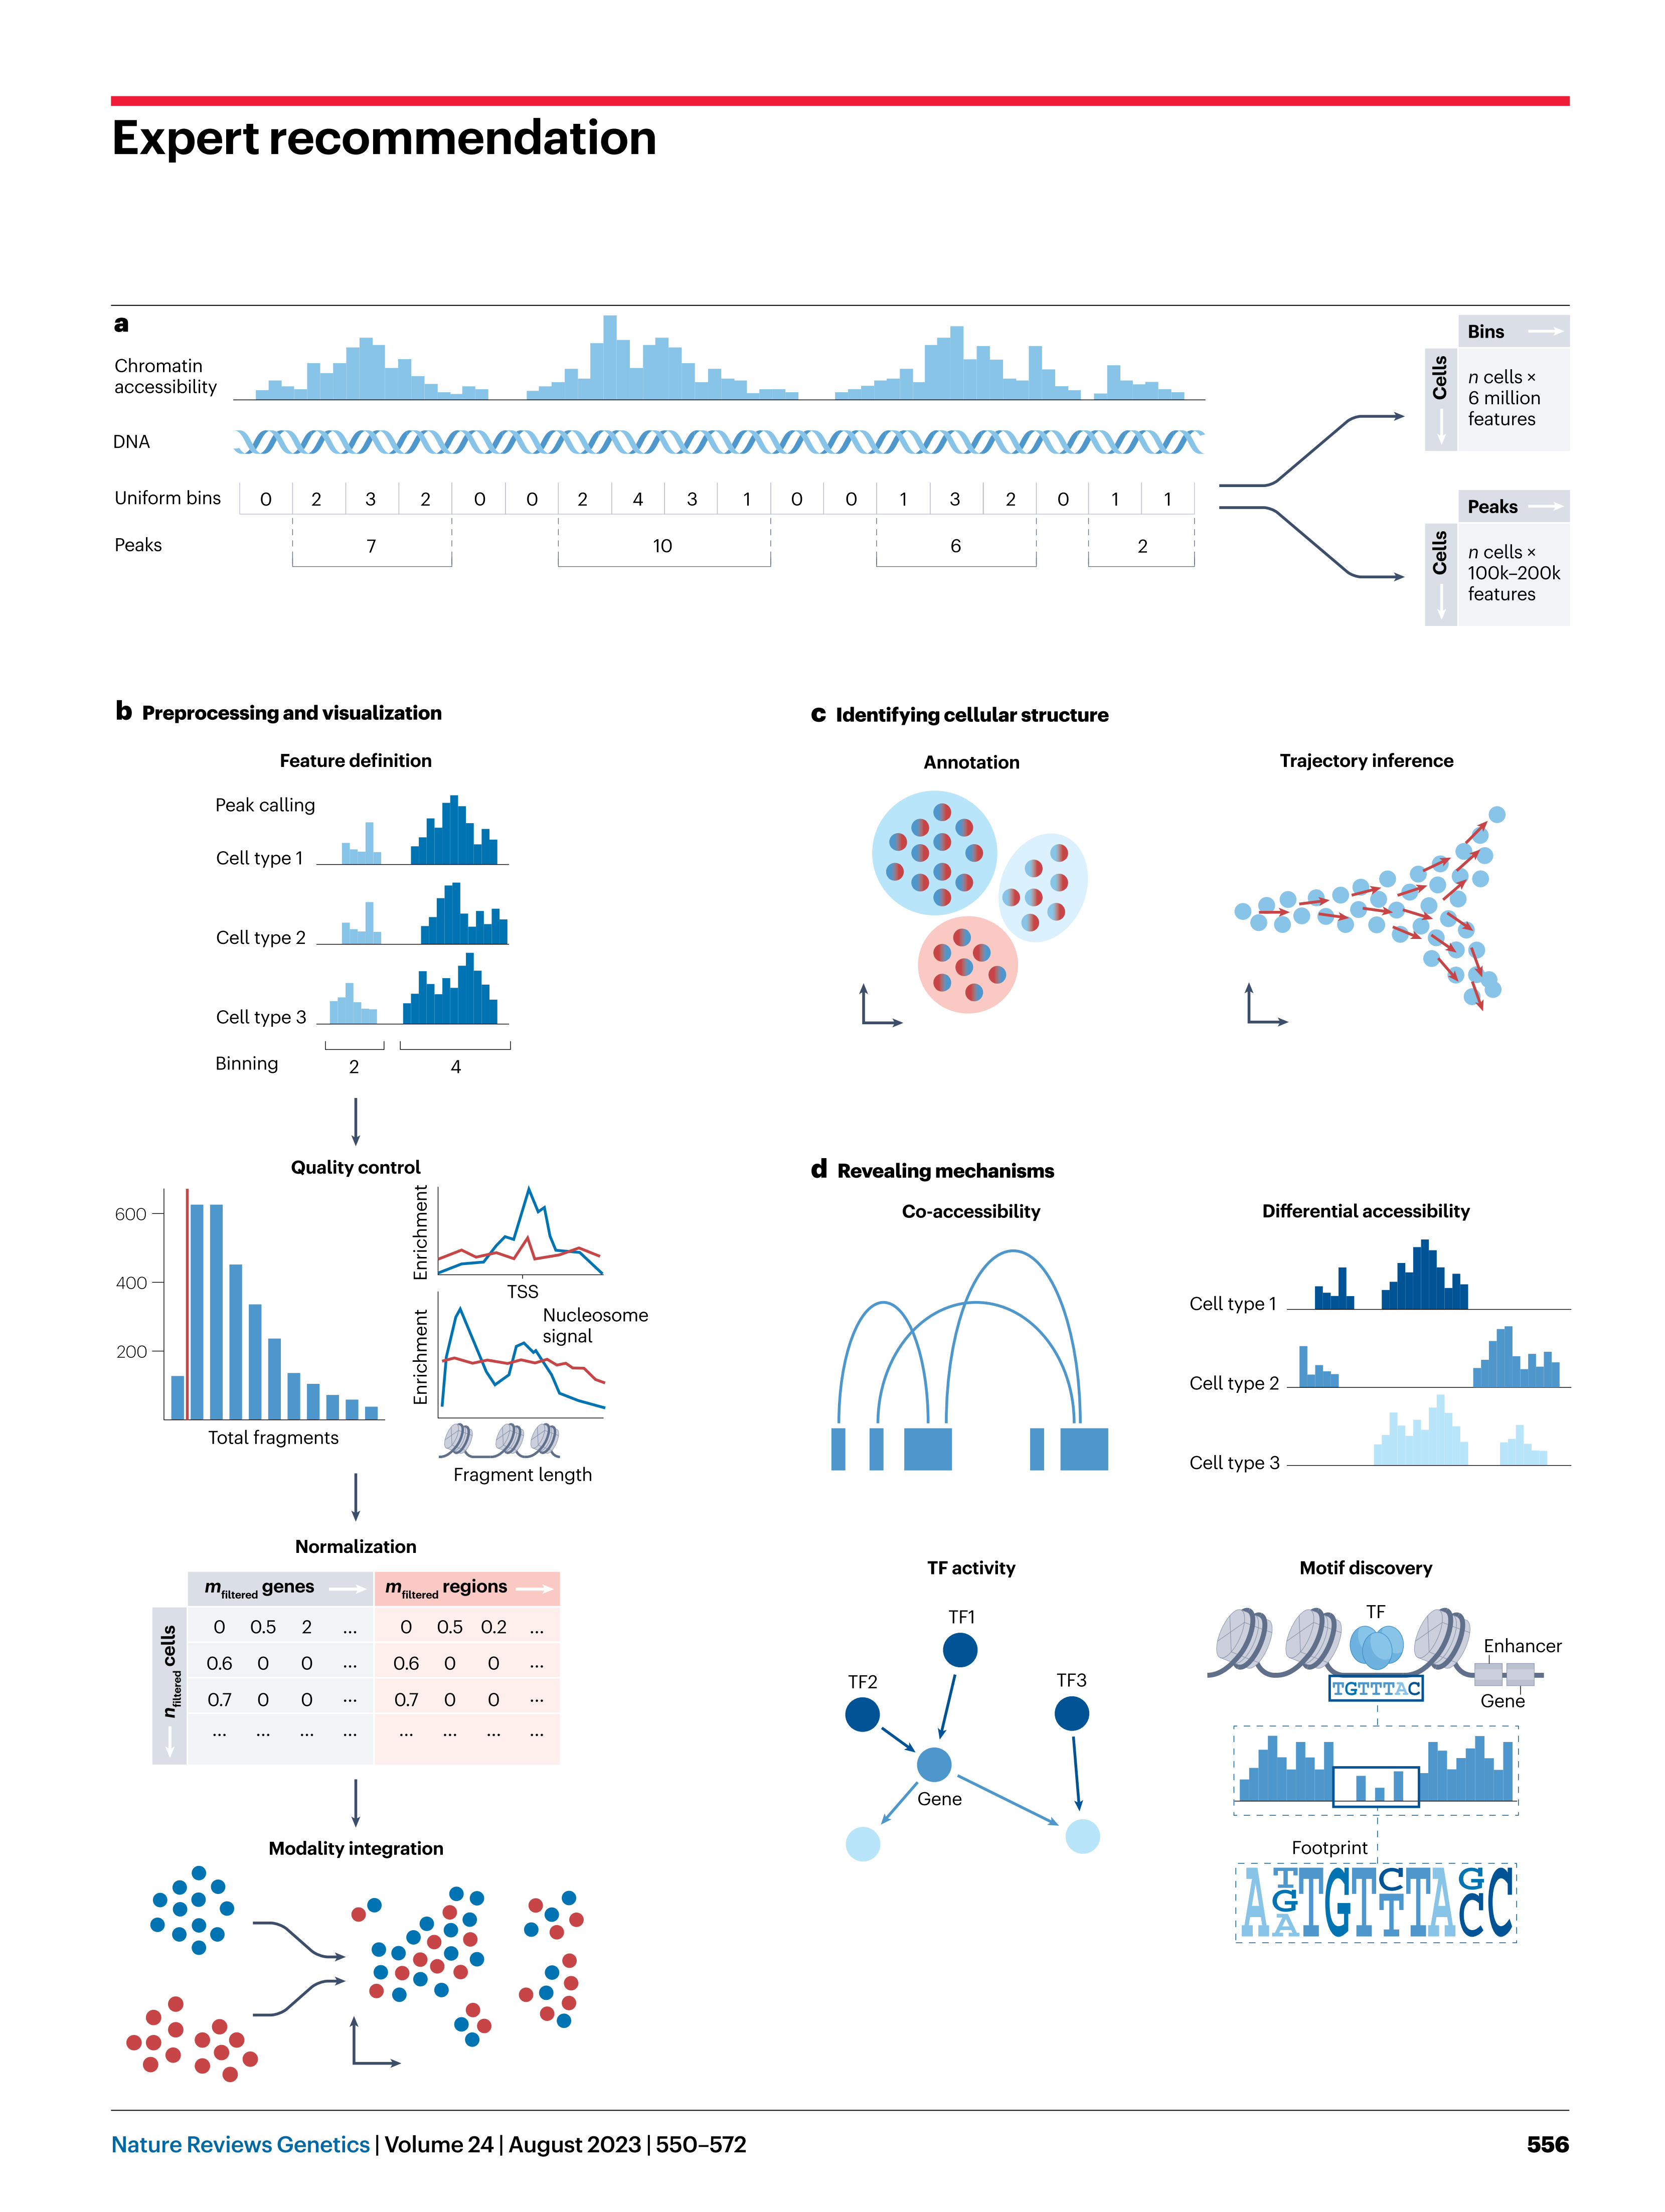 Expert recommendation
a
Chromatin
accessibility
DNA
Uniform bins 0 2 3 2 0 0 2 4 3 1 0 0 1 3 2 0 1 1
Peaks 7 10 6 2
Bins
Cells
n cells ×
6 million
features
Peaks
Cells
n cells ×
100k–200k
features
b Preprocessing and visualization
Feature definition
Peak calling
Cell type 1
Cell type 2
Cell type 3
Binning 2 4
Quality control
600
400
200
Total fragments
Enrichment
TSS
Enrichment
Nucleosome
signal
Fragment length
Normalization
mfiltered genes mfiltered regions
nfiltered cells
0 0.5 2 ... 0 0.5 0.2 ...
0.6 0 0 ... 0.6 0 0 ...
0.7 0 0 ... 0.7 0 0 ...
... ... ... ... ... ... ... ...
Modality integration
c Identifying cellular structure
Annotation
Trajectory inference
d Revealing mechanisms
Co-accessibility
Differential accessibility
Cell type 1
Cell type 2
Cell type 3
TF activity
TF1
TF2
TF3
Gene
Motif discovery
TF
Enhancer
TGTTTAC
Gene
Footprint
A T G A T G T C T T A G C C
Nature Reviews Genetics | Volume 24 | August 2023 | 550–572
556